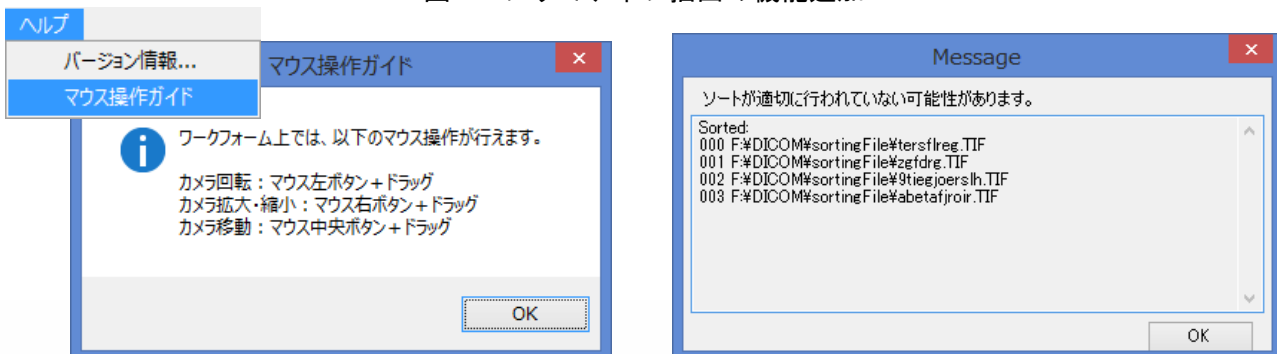 ヘルプ
バージョン情報...
マウス操作ガイド
マウス操作ガイド
ワークフォーム上では、以下のマウス操作が行えます。
カメラ回転：マウス左ボタン+ドラッグ
カメラ拡大・縮小：マウス右ボタン+ドラッグ
カメラ移動：マウス中央ボタン+ドラッグ
OK
Message
ソートが適切に行われていない可能性があります。
Sorted:
000 F:¥DICOM¥sortingFile¥tersflreg.TIF
001 F:¥DICOM¥sortingFile¥zgfdrg.TIF
002 F:¥DICOM¥sortingFile¥9tiegjoerslh.TIF
003 F:¥DICOM¥sortingFile¥abetafjroir.TIF
OK